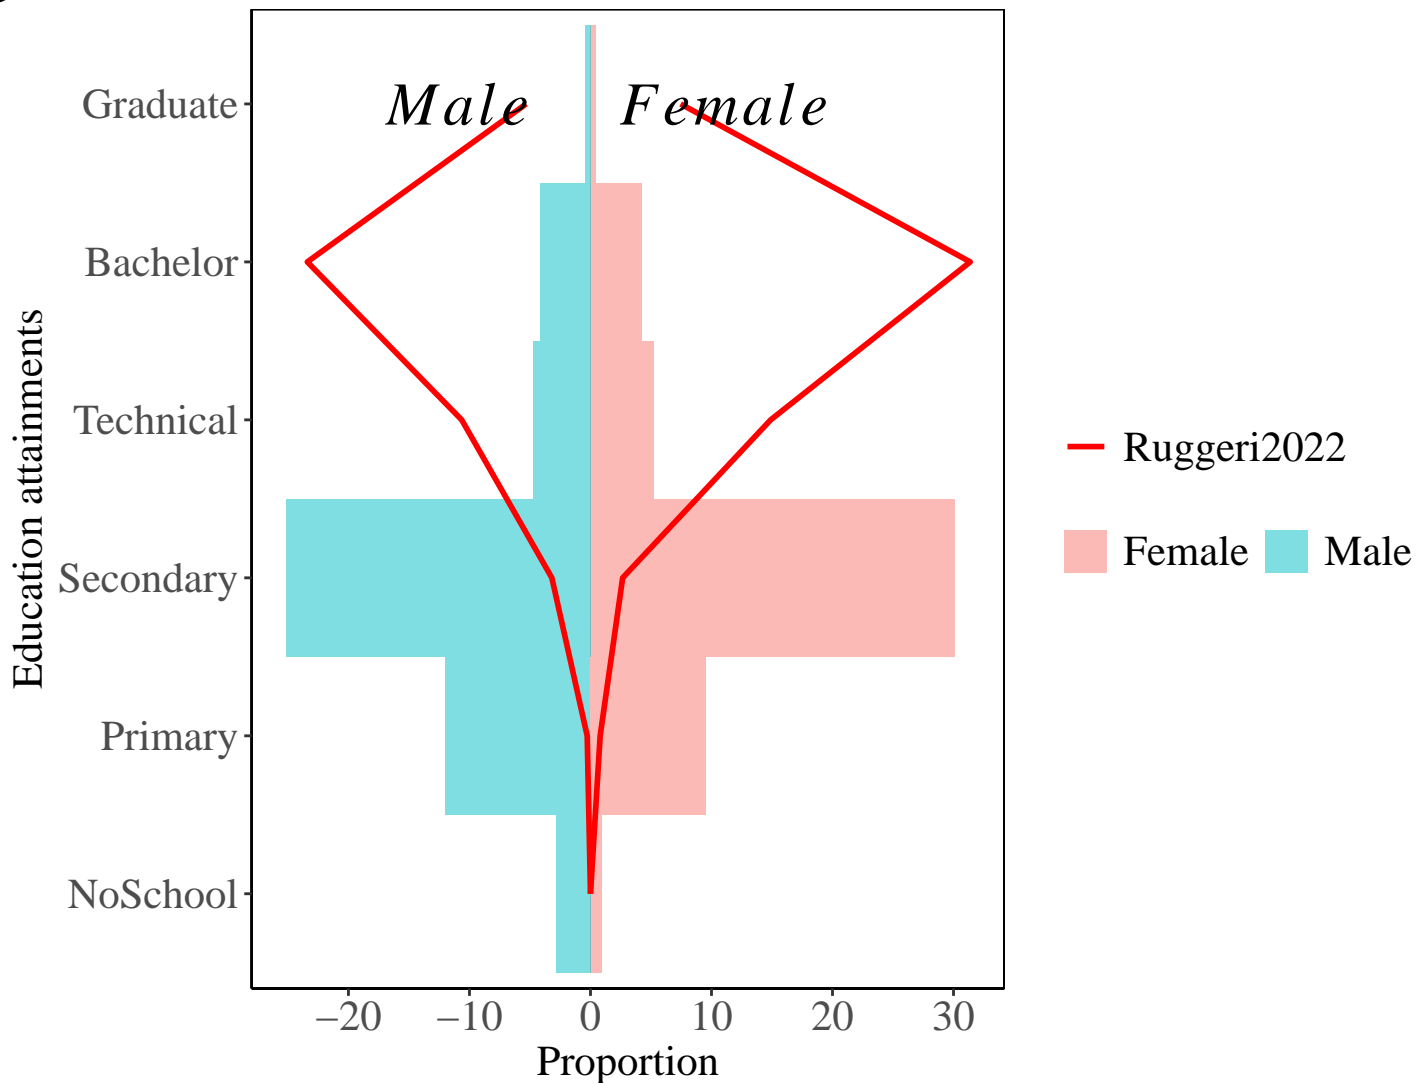 Male Female
Graduate
Bachelor
Technical
Secondary
Primary
NoSchool
Education attainments
−20 −10 0 10 20 30
Proportion
Ruggeri2022
Female Male